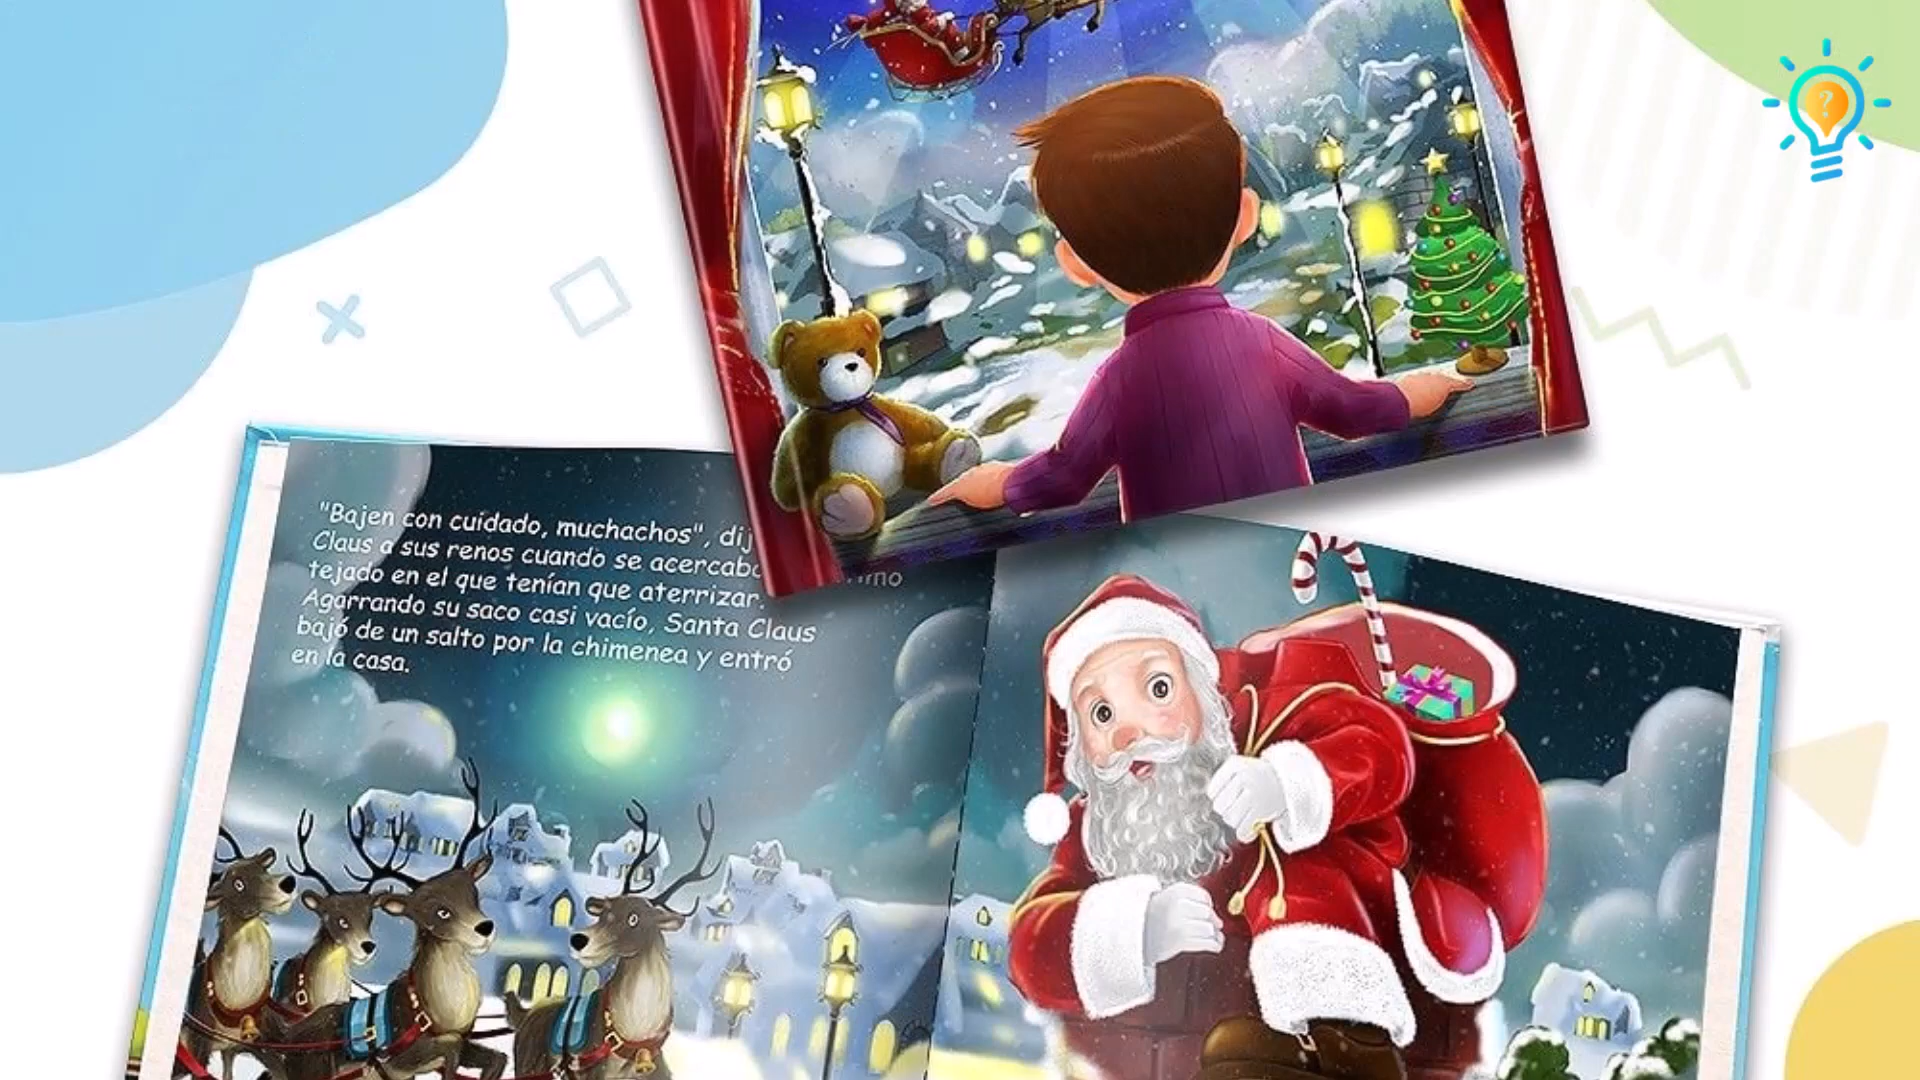 "Bajen con cuidado, muchachos", dij
Claus a sus renos cuando se acercaba
tejado en el que tenían que aterrizar.
Agarrando su saco casi vacío, Santa Claus
bajó de un salto por la chimenea y entró
en la casa.
?